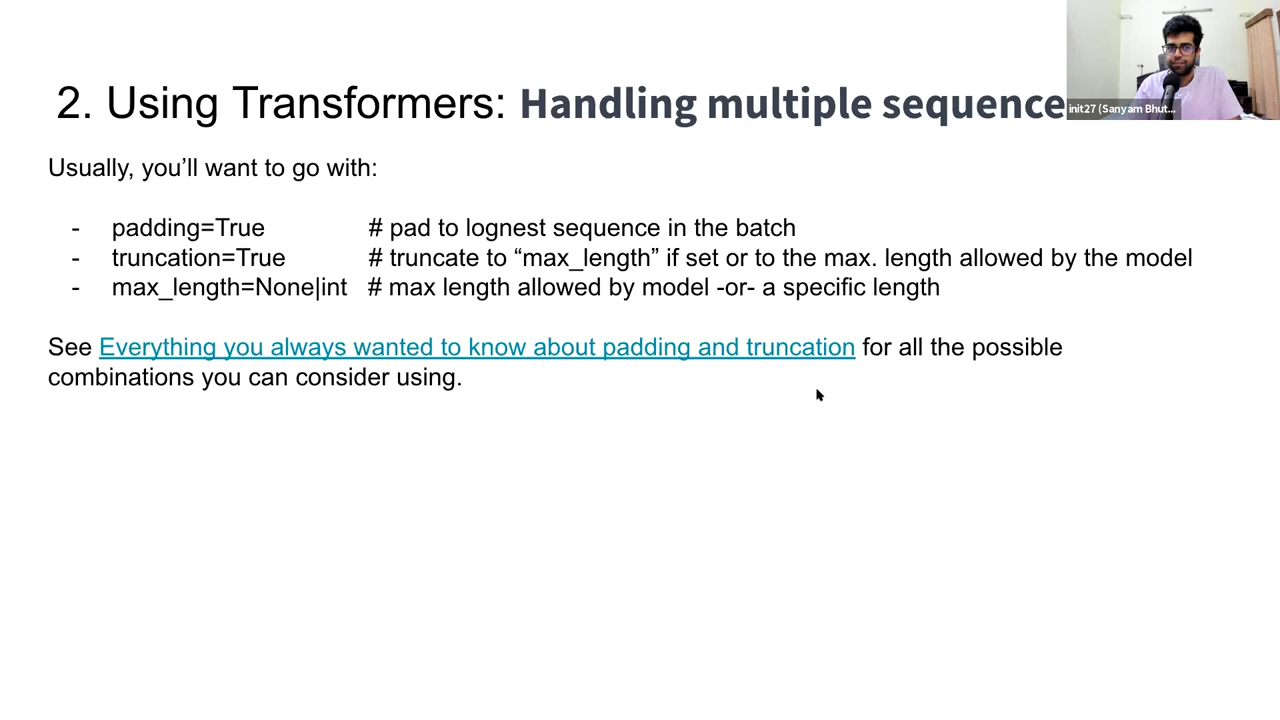 2. Using Transformers: Handling multiple sequence
init27 (Sanyam Bhut...
Usually, you’ll want to go with:
- padding=True # pad to lognest sequence in the batch
- truncation=True # truncate to “max_length” if set or to the max. length allowed by the model
- max_length=None|int # max length allowed by model -or- a specific length
See Everything you always wanted to know about padding and truncation for all the possible
combinations you can consider using.